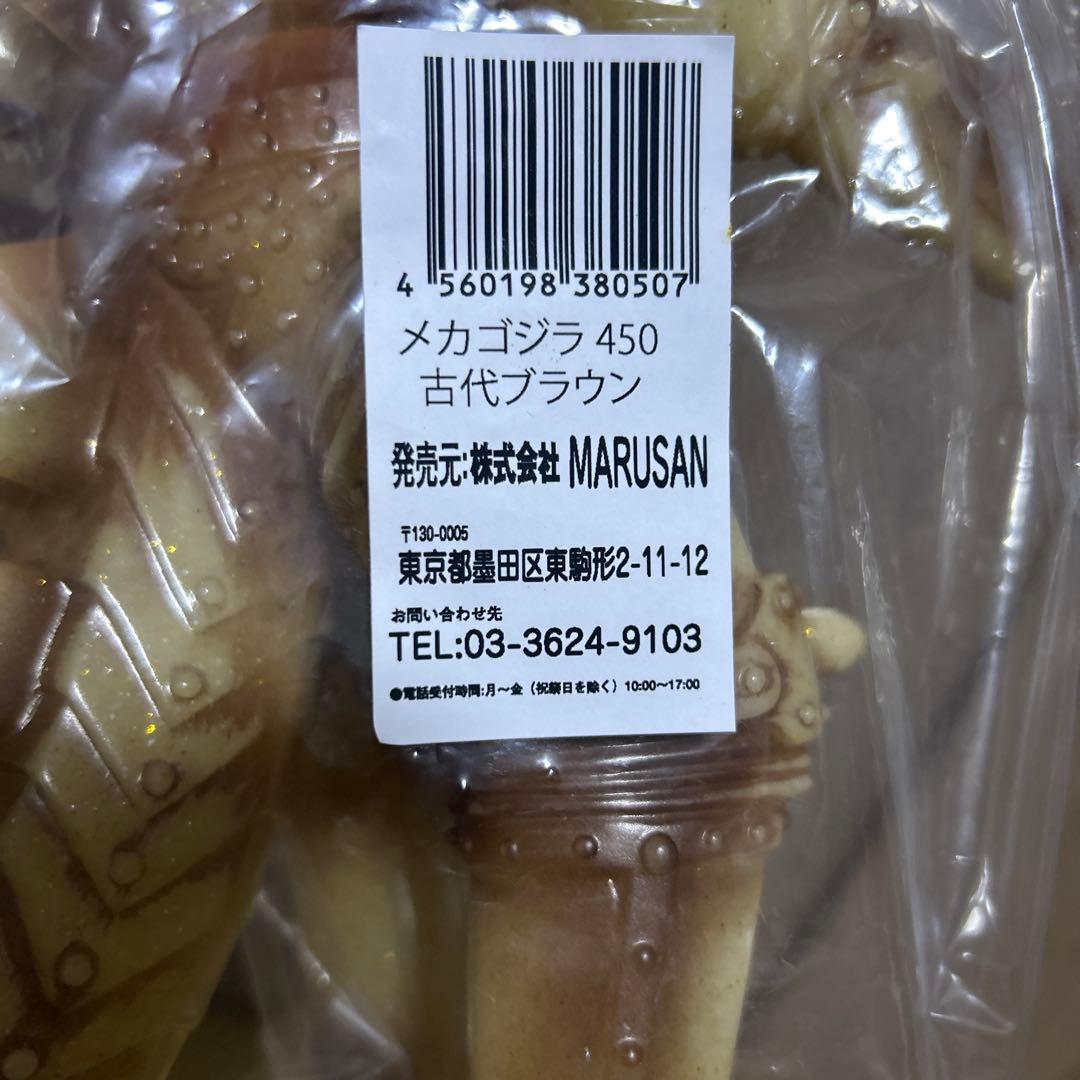 4 560198 380507
メカゴジラ 450
古代ブラウン
発売元:株式会社 MARUSAN
〒130-0005
東京都墨田区東駒形2-11-12
お問い合わせ先
TEL:03-3624-9103
●電話受付時間:月〜金（祝祭日を除く）10:00〜17:00